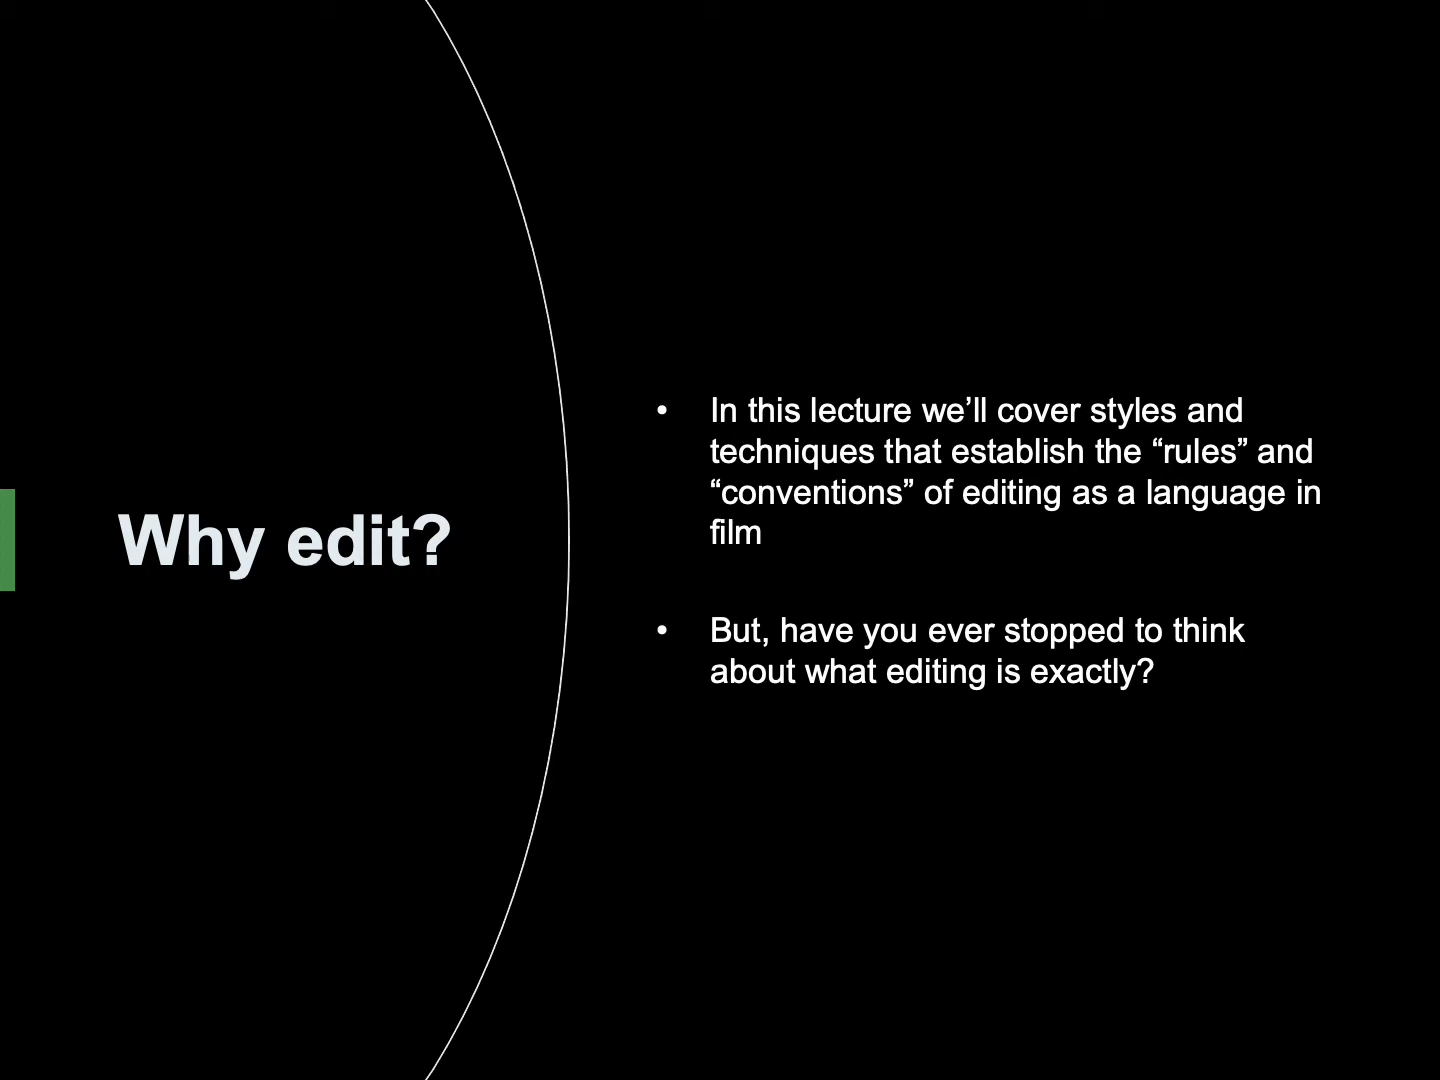 Why edit?
• In this lecture we’ll cover styles and
techniques that establish the “rules” and
“conventions” of editing as a language in
film
• But, have you ever stopped to think
about what editing is exactly?